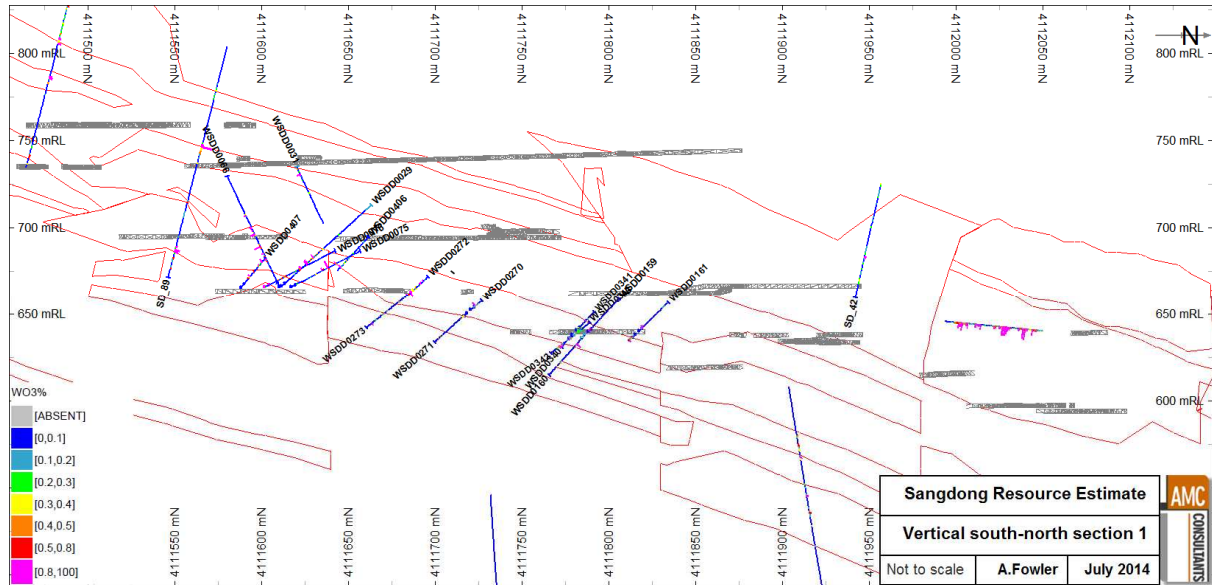 4111500 mN
4111550 mN
4111600 mN
4111650 mN
4111700 mN
4111750 mN
4111800 mN
4111850 mN
4111900 mN
4111950 mN
4112000 mN
4112050 mN
4112100 mN
N
800 mRL
800 mRL
750 mRL
750 mRL
WSDD0031
WSDD0029
WSDD0406
WSDD0407
WSDD0075
700 mRL
700 mRL
WSDD0272
WSDD0270
WSDD0341
WSDD0159
WSDD0161
SD_89
SD_42
650 mRL
650 mRL
WSDD0273
WSDD0271
WSDD0343
WSDD0160
600 mRL
WO3%
[ABSENT]
[0,0.1]
[0.1,0.2]
[0.2,0.3]
[0.3,0.4]
[0.4,0.5]
[0.5,0.8]
[0.8,100]
4111550 mN
4111600 mN
4111650 mN
4111700 mN
4111750 mN
4111800 mN
4111850 mN
4111900 mN
4111950 mN
Sangdong Resource Estimate
Vertical south-north section 1
Not to scale
A.Fowler
July 2014
AMC
CONSULTANTS